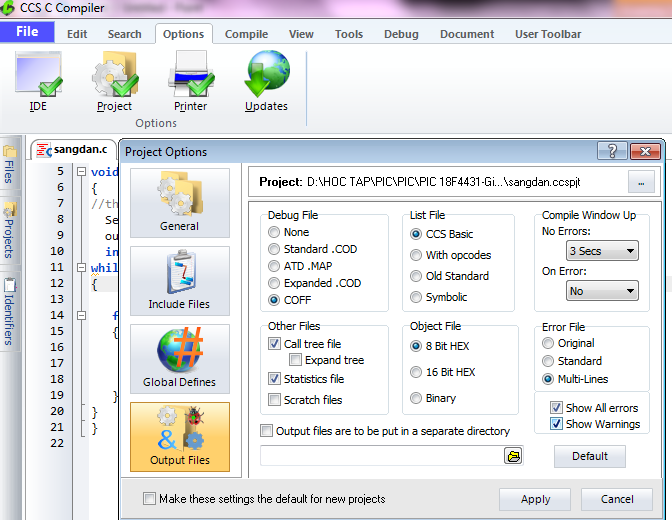 CCS C Compiler
File Edit Search Options Compile View Tools Debug Document User Toolbar
IDE Project Printer Updates
Options
Files
Projects
Identifiers
sangdan.c
5 void
6 {
7 //th
8 Se
9 ou
10 in
11 whil
12 {
13
14 f
15 {
16
17
18
19 }
20 }
21 }
22
Project Options
General
Include Files
Global Defines
Output Files
Project: D:\HOC TAP\PIC\PIC\PIC 18F4431-Gi...\sangdan.ccspjt ...
Debug File
None
Standard .COD
ATD .MAP
Expanded .COD
COFF
List File
CCS Basic
With opcodes
Old Standard
Symbolic
Compile Window Up
No Errors:
3 Secs
On Error:
No
Other Files
Call tree file
Expand tree
Statistics file
Scratch files
Object File
8 Bit HEX
16 Bit HEX
Binary
Error File
Original
Standard
Multi-Lines
Show All errors
Show Warnings
Output files are to be put in a separate directory
Default
Make these settings the default for new projects
Apply Cancel